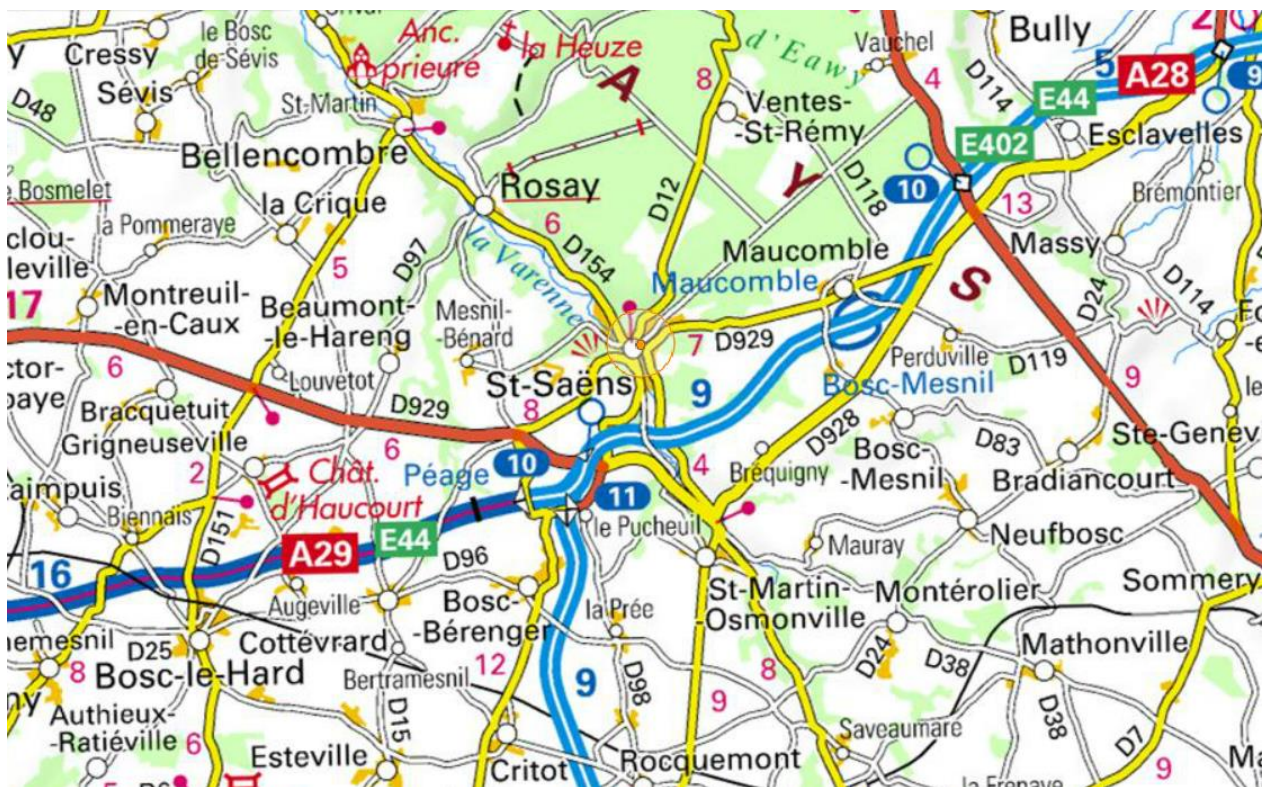 Cressy
le Bosc
de-Sévis
Anc.
prieure
la Heuze
d'Eawy
Vauchel
Bully
2
D48
Sévis
St-Martin
A
8
4
D114
5
A28
9
E44
Ventes-
-St-Rémy
Esclavelles
E402
Bellencombre
Bosmelet
la Crique
la Pommeraye
Rosay
6
D12
Y
D118
10
13
Brémontier
clou-
leville
D97
la Varenne
D154
Maucomble
Massy
5
Maucomble
S
D24
D114
17
Montreuil-
-en-Caux
Beaumont-
-le-Hareng
Mesnil-
-Bénard
7
D929
Perduville
D119
6
Louvetot
St-Saëns
9
Bosc-Mesnil
9
Bracquetuit
D929
8
D928
Grigneuseville
6
Péage
10
4
Bréquigny
Bosc-
-Mesnil
D83
Ste-Genev
Bradiancourt
2
Chât.
d'Haucourt
11
aimpuis
Biennais
D151
le Pucheuil
Mauray
Neufbosc
16
A29
E44
D96
Augeville
Bosc-
-Bérenger
la Prée
St-Martin-
-Osmonville
Montérolier
Sommery
nemesnil
D25
Cottévrard
D24
D38
Mathonville
8
Bosc-le-Hard
Bertramesnil
12
9
D98
9
8
Authieux-
-Ratiéville
D15
D38
D7
6
Esteville
Critot
Rocquemont
Saveaumare
9
la Frenaye